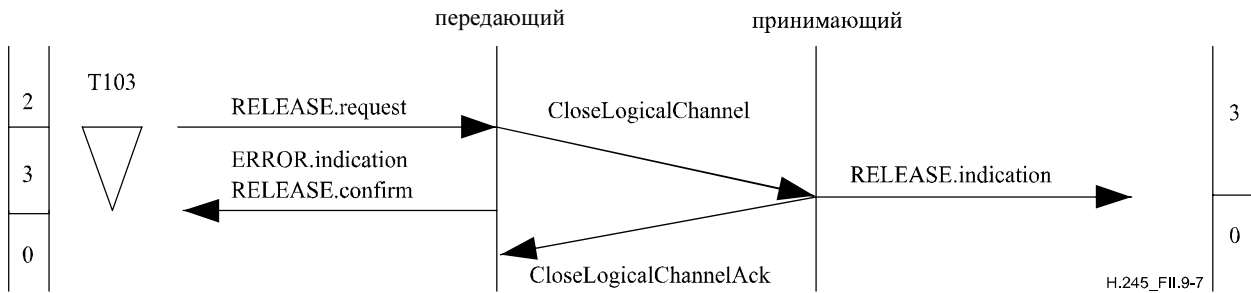 передающий
принимающий
T103
2
RELEASE.request
CloseLogicalChannel
3
3
ERROR.indication
RELEASE.confirm
RELEASE.indication
0
0
CloseLogicalChannelAck
H.245_FII.9-7